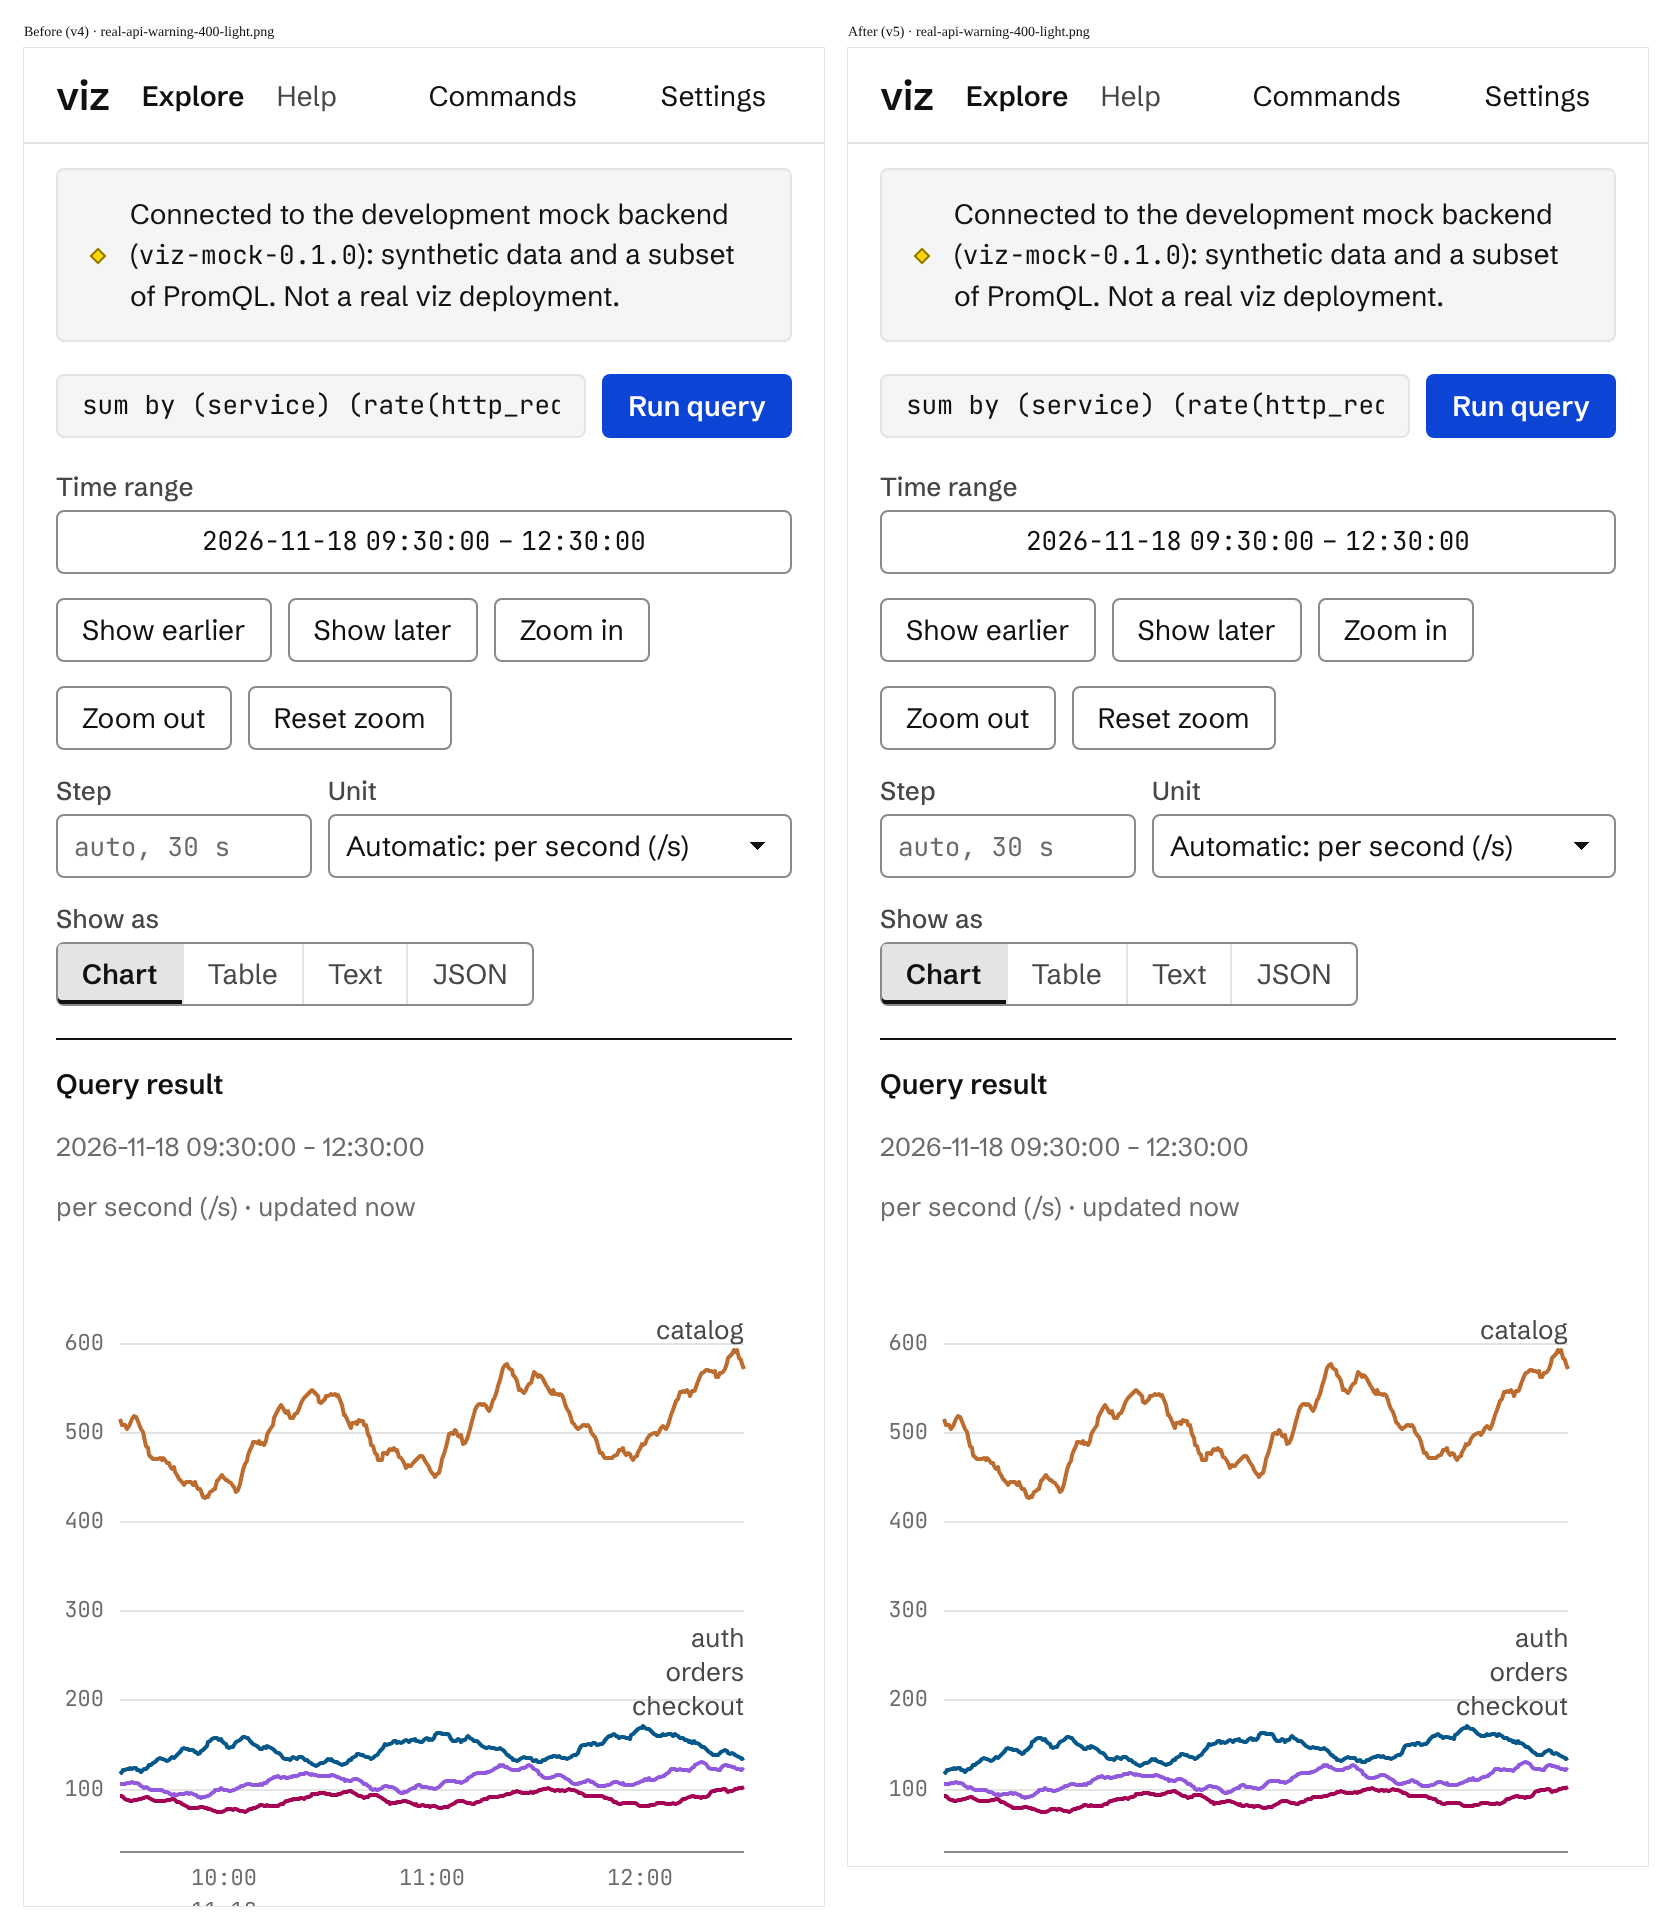 Before (v4) · real-api-warning-400-light.png
viz Explore Help Commands Settings
Connected to the development mock backend
(viz-mock-0.1.0): synthetic data and a subset
of PromQL. Not a real viz deployment.
sum by (service) (rate(http_rec
Run query
Time range
2026-11-18 09:30:00 – 12:30:00
Show earlier Show later Zoom in
Zoom out Reset zoom
Step Unit
auto, 30 s Automatic: per second (/s)
Show as
Chart Table Text JSON
Query result
2026-11-18 09:30:00 – 12:30:00
per second (/s) · updated now
catalog
600
500
400
300
auth
orders
200
checkout
100
10:00 11:00 12:00
After (v5) · real-api-warning-400-light.png
viz Explore Help Commands Settings
Connected to the development mock backend
(viz-mock-0.1.0): synthetic data and a subset
of PromQL. Not a real viz deployment.
sum by (service) (rate(http_rec
Run query
Time range
2026-11-18 09:30:00 – 12:30:00
Show earlier Show later Zoom in
Zoom out Reset zoom
Step Unit
auto, 30 s Automatic: per second (/s)
Show as
Chart Table Text JSON
Query result
2026-11-18 09:30:00 – 12:30:00
per second (/s) · updated now
catalog
600
500
400
300
auth
orders
200
checkout
100